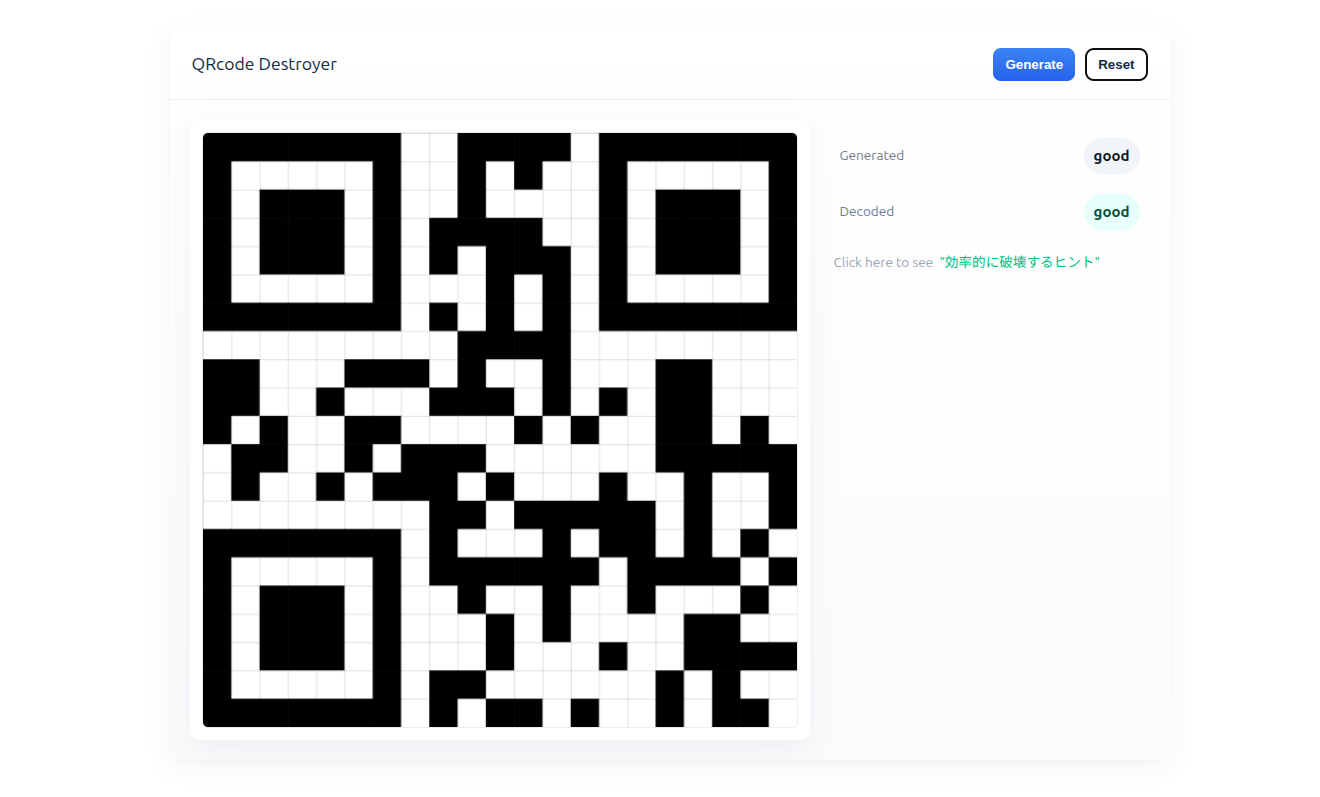 QRcode Destroyer
Generate
Reset
Generated
good
Decoded
good
Click here to see "効率的に破壊するヒント"